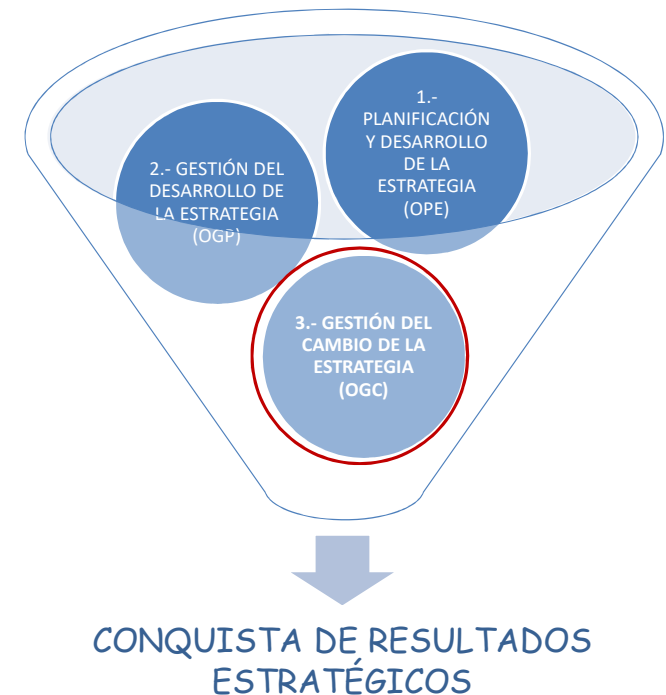 1.-
PLANIFICACIÓN
Y DESARROLLO
DE LA
ESTRATEGIA
(OPE)
2.- GESTIÓN DEL
DESARROLLO DE
LA ESTRATEGIA
(OGP)
3.- GESTIÓN DEL
CAMBIO DE LA
ESTRATEGIA
(OGC)
CONQUISTA DE RESULTADOS
ESTRATÉGICOS